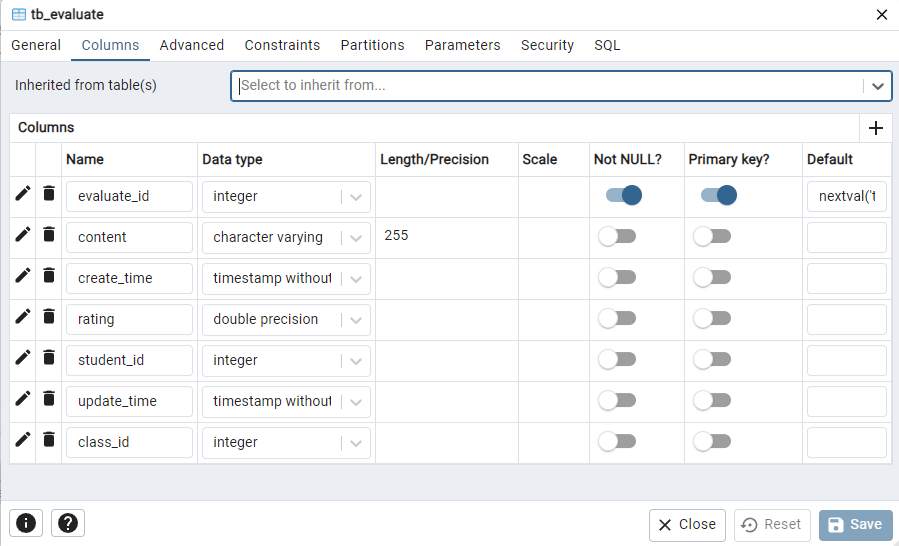 tb_evaluate
General Columns Advanced Constraints Partitions Parameters Security SQL
Inherited from table(s) Select to inherit from...
Columns
Name Data type Length/Precision Scale Not NULL? Primary key? Default
evaluate_id integer nextval('t
content character varying 255
create_time timestamp without
rating double precision
student_id integer
update_time timestamp without
class_id integer
Close Reset Save